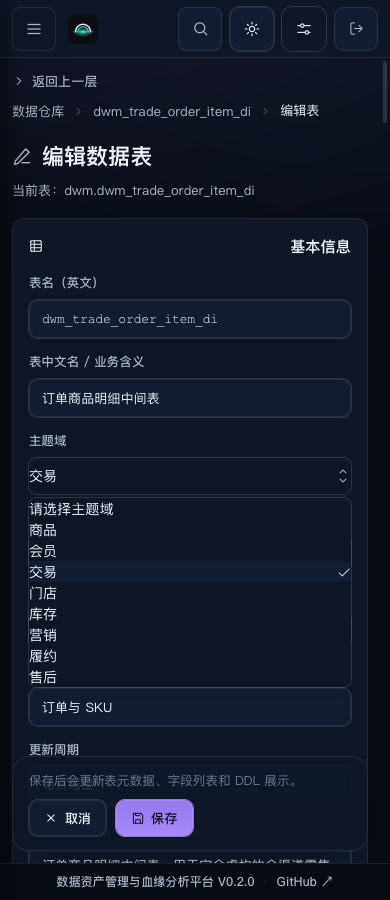 返回上一层
数据仓库 > dwm_trade_order_item_di > 编辑表
编辑数据表
当前表：dwm.dwm_trade_order_item_di
基本信息
表名（英文）
dwm_trade_order_item_di
表中文名 / 业务含义
订单商品明细中间表
主题域
交易
请选择主题域
商品
会员
交易
门店
库存
营销
履约
售后
订单与 SKU
更新周期
保存后会更新表元数据、字段列表和 DDL 展示。
取消 保存
数据资产管理与血缘分析平台 V0.2.0 · GitHub ↗